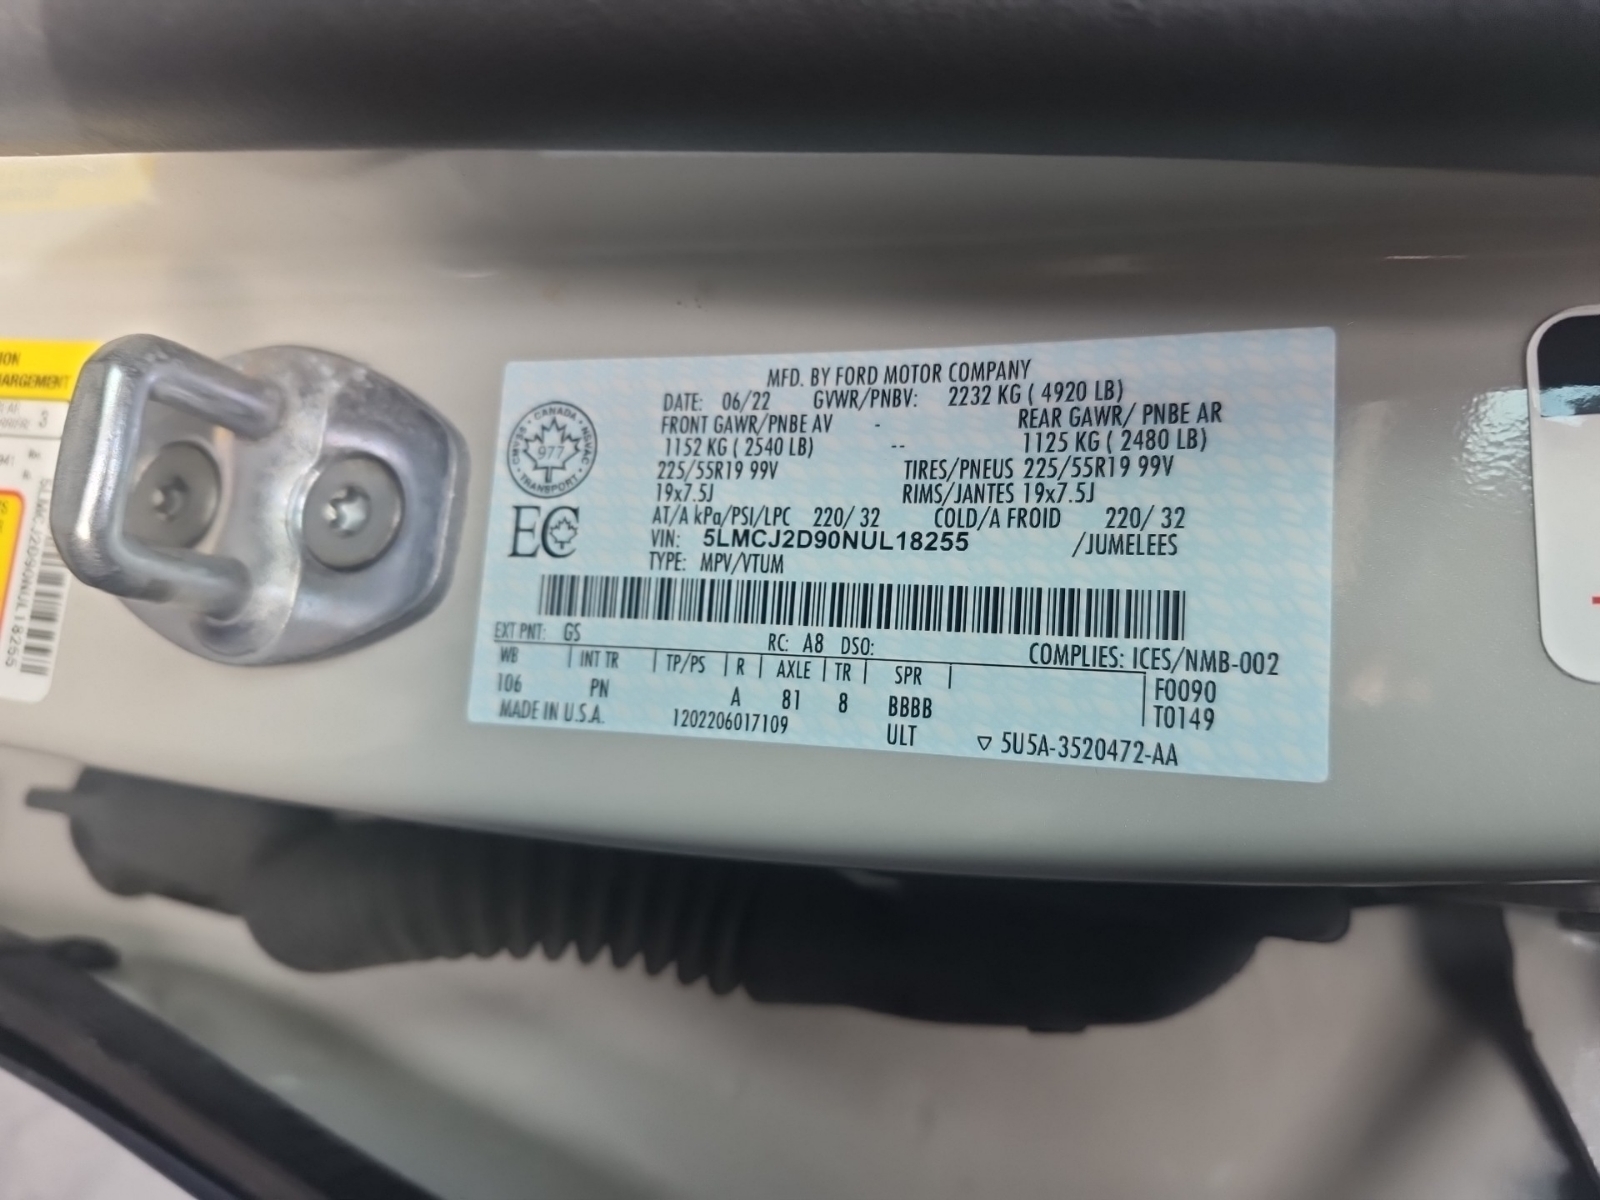 MFD. BY FORD MOTOR COMPANY
DATE: 06/22 GVWR/PNBV: 2232 KG ( 4920 LB)
FRONT GAWR/PNBE AV - REAR GAWR/ PNBE AR
1152 KG ( 2540 LB) -- 1125 KG ( 2480 LB)
225/55R19 99V TIRES/PNEUS 225/55R19 99V
19x7.5J RIMS/JANTES 19x7.5J
AT/A kPa/PSI/LPC 220/ 32 COLD/A FROID 220/ 32
VIN: 5LMCJ2D90NUL18255 /JUMELEES
TYPE: MPV/VTUM
CANADA
NSVAC
977
TRANSPORT
EC
EXT PNT: GS RC: A8 DSO: COMPLIES: ICES/NMB-002
WB INT TR TP/PS R AXLE TR SPR F0090
106 PN A 81 8 BBBB T0149
MADE IN U.S.A. 1202206017109 ULT ▽ 5U5A-3520472-AA
ARGEMENT
3